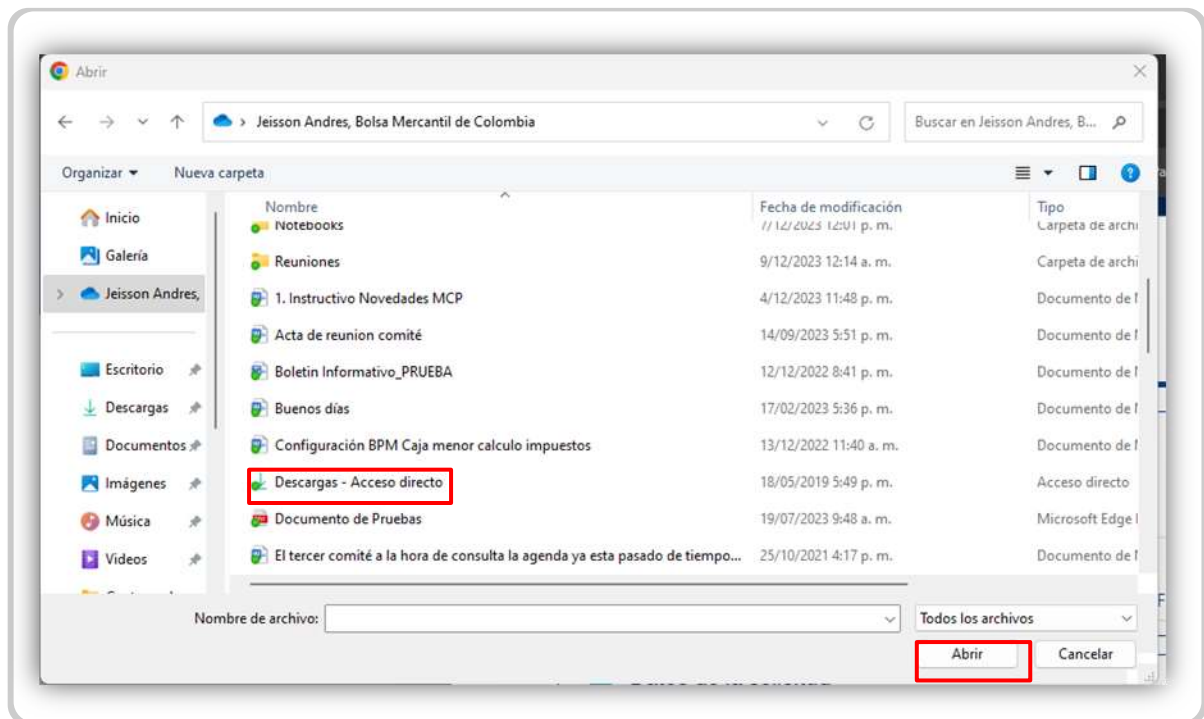 Abrir
Jeisson Andres, Bolsa Mercantil de Colombia
Buscar en Jeisson Andres, B...
Organizar
Nueva carpeta
Inicio
Galería
Jeisson Andres,
Escritorio
Descargas
Documentos
Imágenes
Música
Videos
Nombre Fecha de modificación Tipo
Notebooks 7/12/2023 12:01 p. m. Carpeta de archi
Reuniones 9/12/2023 12:14 a. m. Carpeta de archi
1. Instructivo Novedades MCP 4/12/2023 11:48 p. m. Documento de
Acta de reunion comité 14/09/2023 5:51 p. m. Documento de
Boletin Informativo_PRUEBA 12/12/2022 8:41 p. m. Documento de
Buenos días 17/02/2023 5:36 p. m. Documento de
Configuración BPM Caja menor calculo impuestos 13/12/2022 11:40 a. m. Documento de
Descargas - Acceso directo 18/05/2019 5:49 p. m. Acceso directo
Documento de Pruebas 19/07/2023 9:48 a. m. Microsoft Edge
El tercer comité a la hora de consulta la agenda ya esta pasado de tiempo... 25/10/2021 4:17 p. m. Documento de
Nombre de archivo:
Todos los archivos
Abrir
Cancelar